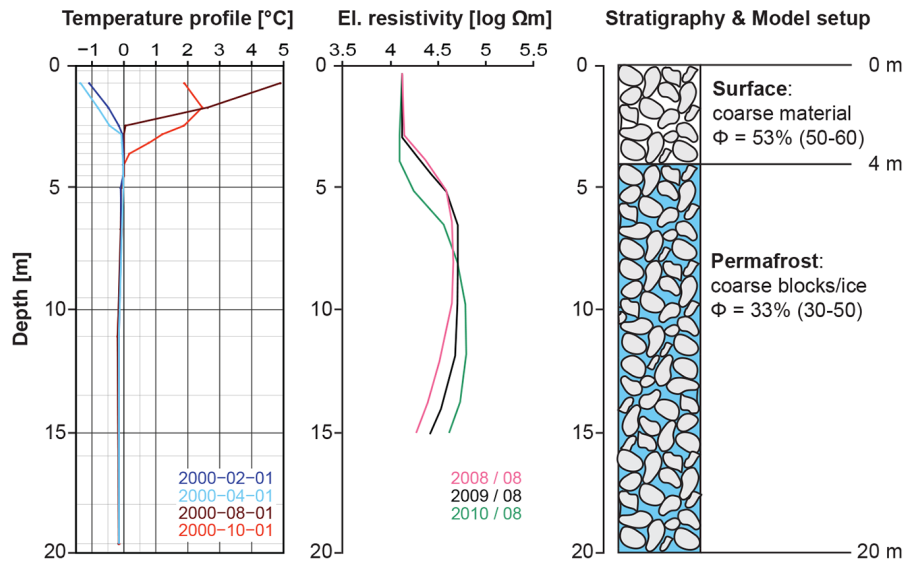 Temperature profile [°C]
−1 0 1 2 3 4 5
El. resistivity [log Ωm]
3.5 4 4.5 5 5.5
Stratigraphy & Model setup
Depth [m]
0
5
10
15
20
2000−02−01
2000−04−01
2000−08−01
2000−10−01
0
5
10
15
20
2008 / 08
2009 / 08
2010 / 08
0
5
10
15
20
0 m
Surface:
coarse material
Φ = 53% (50-60)
4 m
Permafrost:
coarse blocks/ice
Φ = 33% (30-50)
20 m